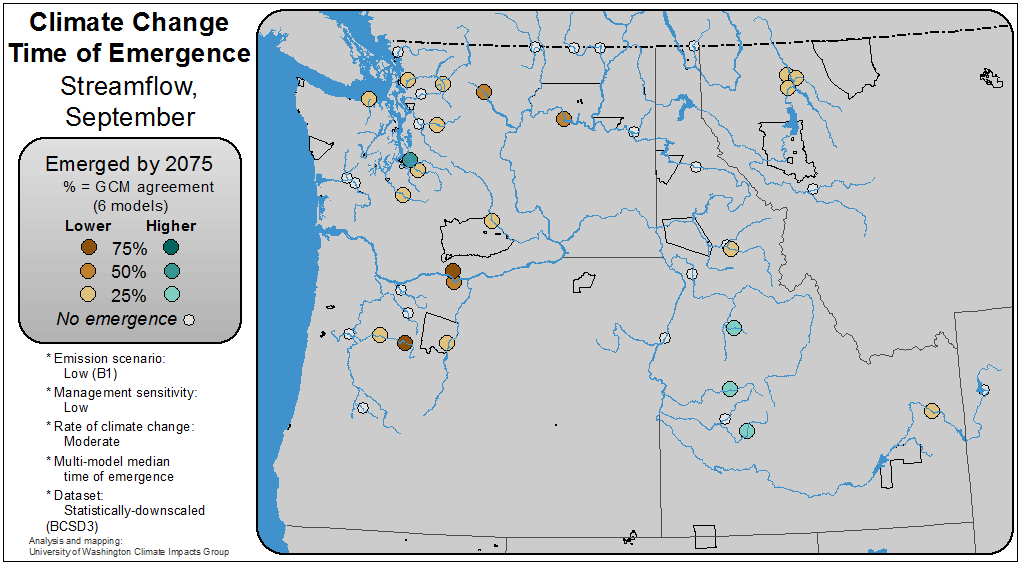 Climate Change
Time of Emergence
Streamflow,
September
Emerged by 2075
% = GCM agreement
(6 models)
Lower Higher
75%
50%
25%
No emergence
* Emission scenario:
Low (B1)
* Management sensitivity:
Low
* Rate of climate change:
Moderate
* Multi-model median
time of emergence
* Dataset:
Statistically-downscaled
(BCSD3)
Analysis and mapping:
University of Washington Climate Impacts Group